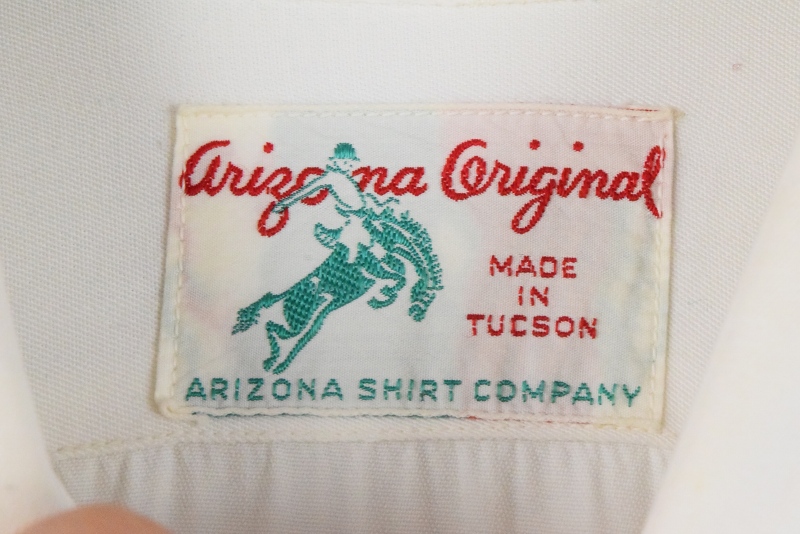 Arizona Original
MADE
IN
TUCSON
ARIZONA SHIRT COMPANY